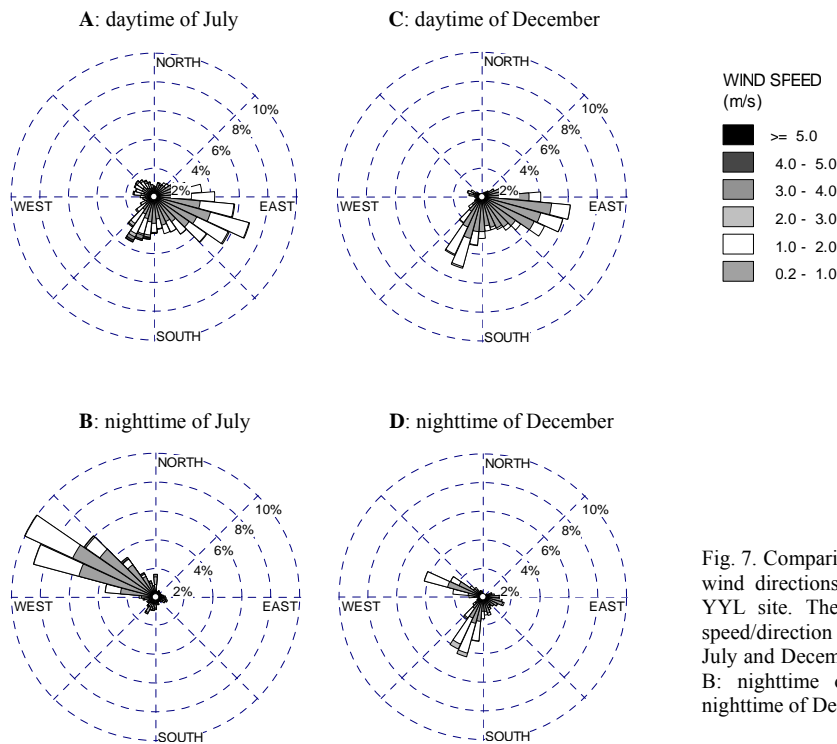 A: daytime of July
NORTH
10%
8%
6%
4%
2%
WEST
EAST
SOUTH
C: daytime of December
NORTH
10%
8%
6%
4%
2%
WEST
EAST
SOUTH
WIND SPEED
(m/s)
>= 5.0
4.0 - 5.0
3.0 - 4.0
2.0 - 3.0
1.0 - 2.0
0.2 - 1.0
B: nighttime of July
NORTH
10%
8%
6%
4%
2%
WEST
EAST
SOUTH
D: nighttime of December
NORTH
10%
8%
6%
4%
2%
WEST
EAST
SOUTH
Fig. 7. Compari
wind directions
YYL site. The
speed/direction
July and Decem
B: nighttime
nighttime of De